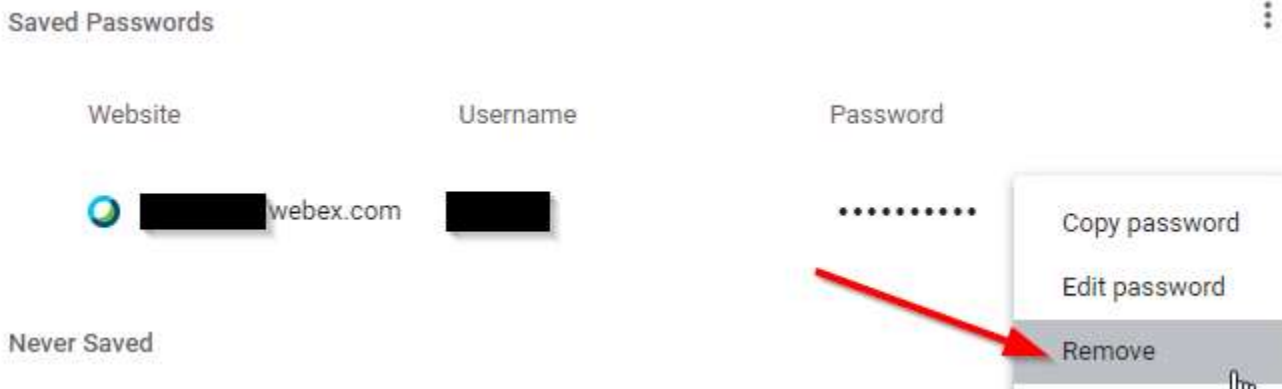 Saved Passwords
Website Username Password
webex.com •••••••••• Copy password
Edit password
Never Saved Remove